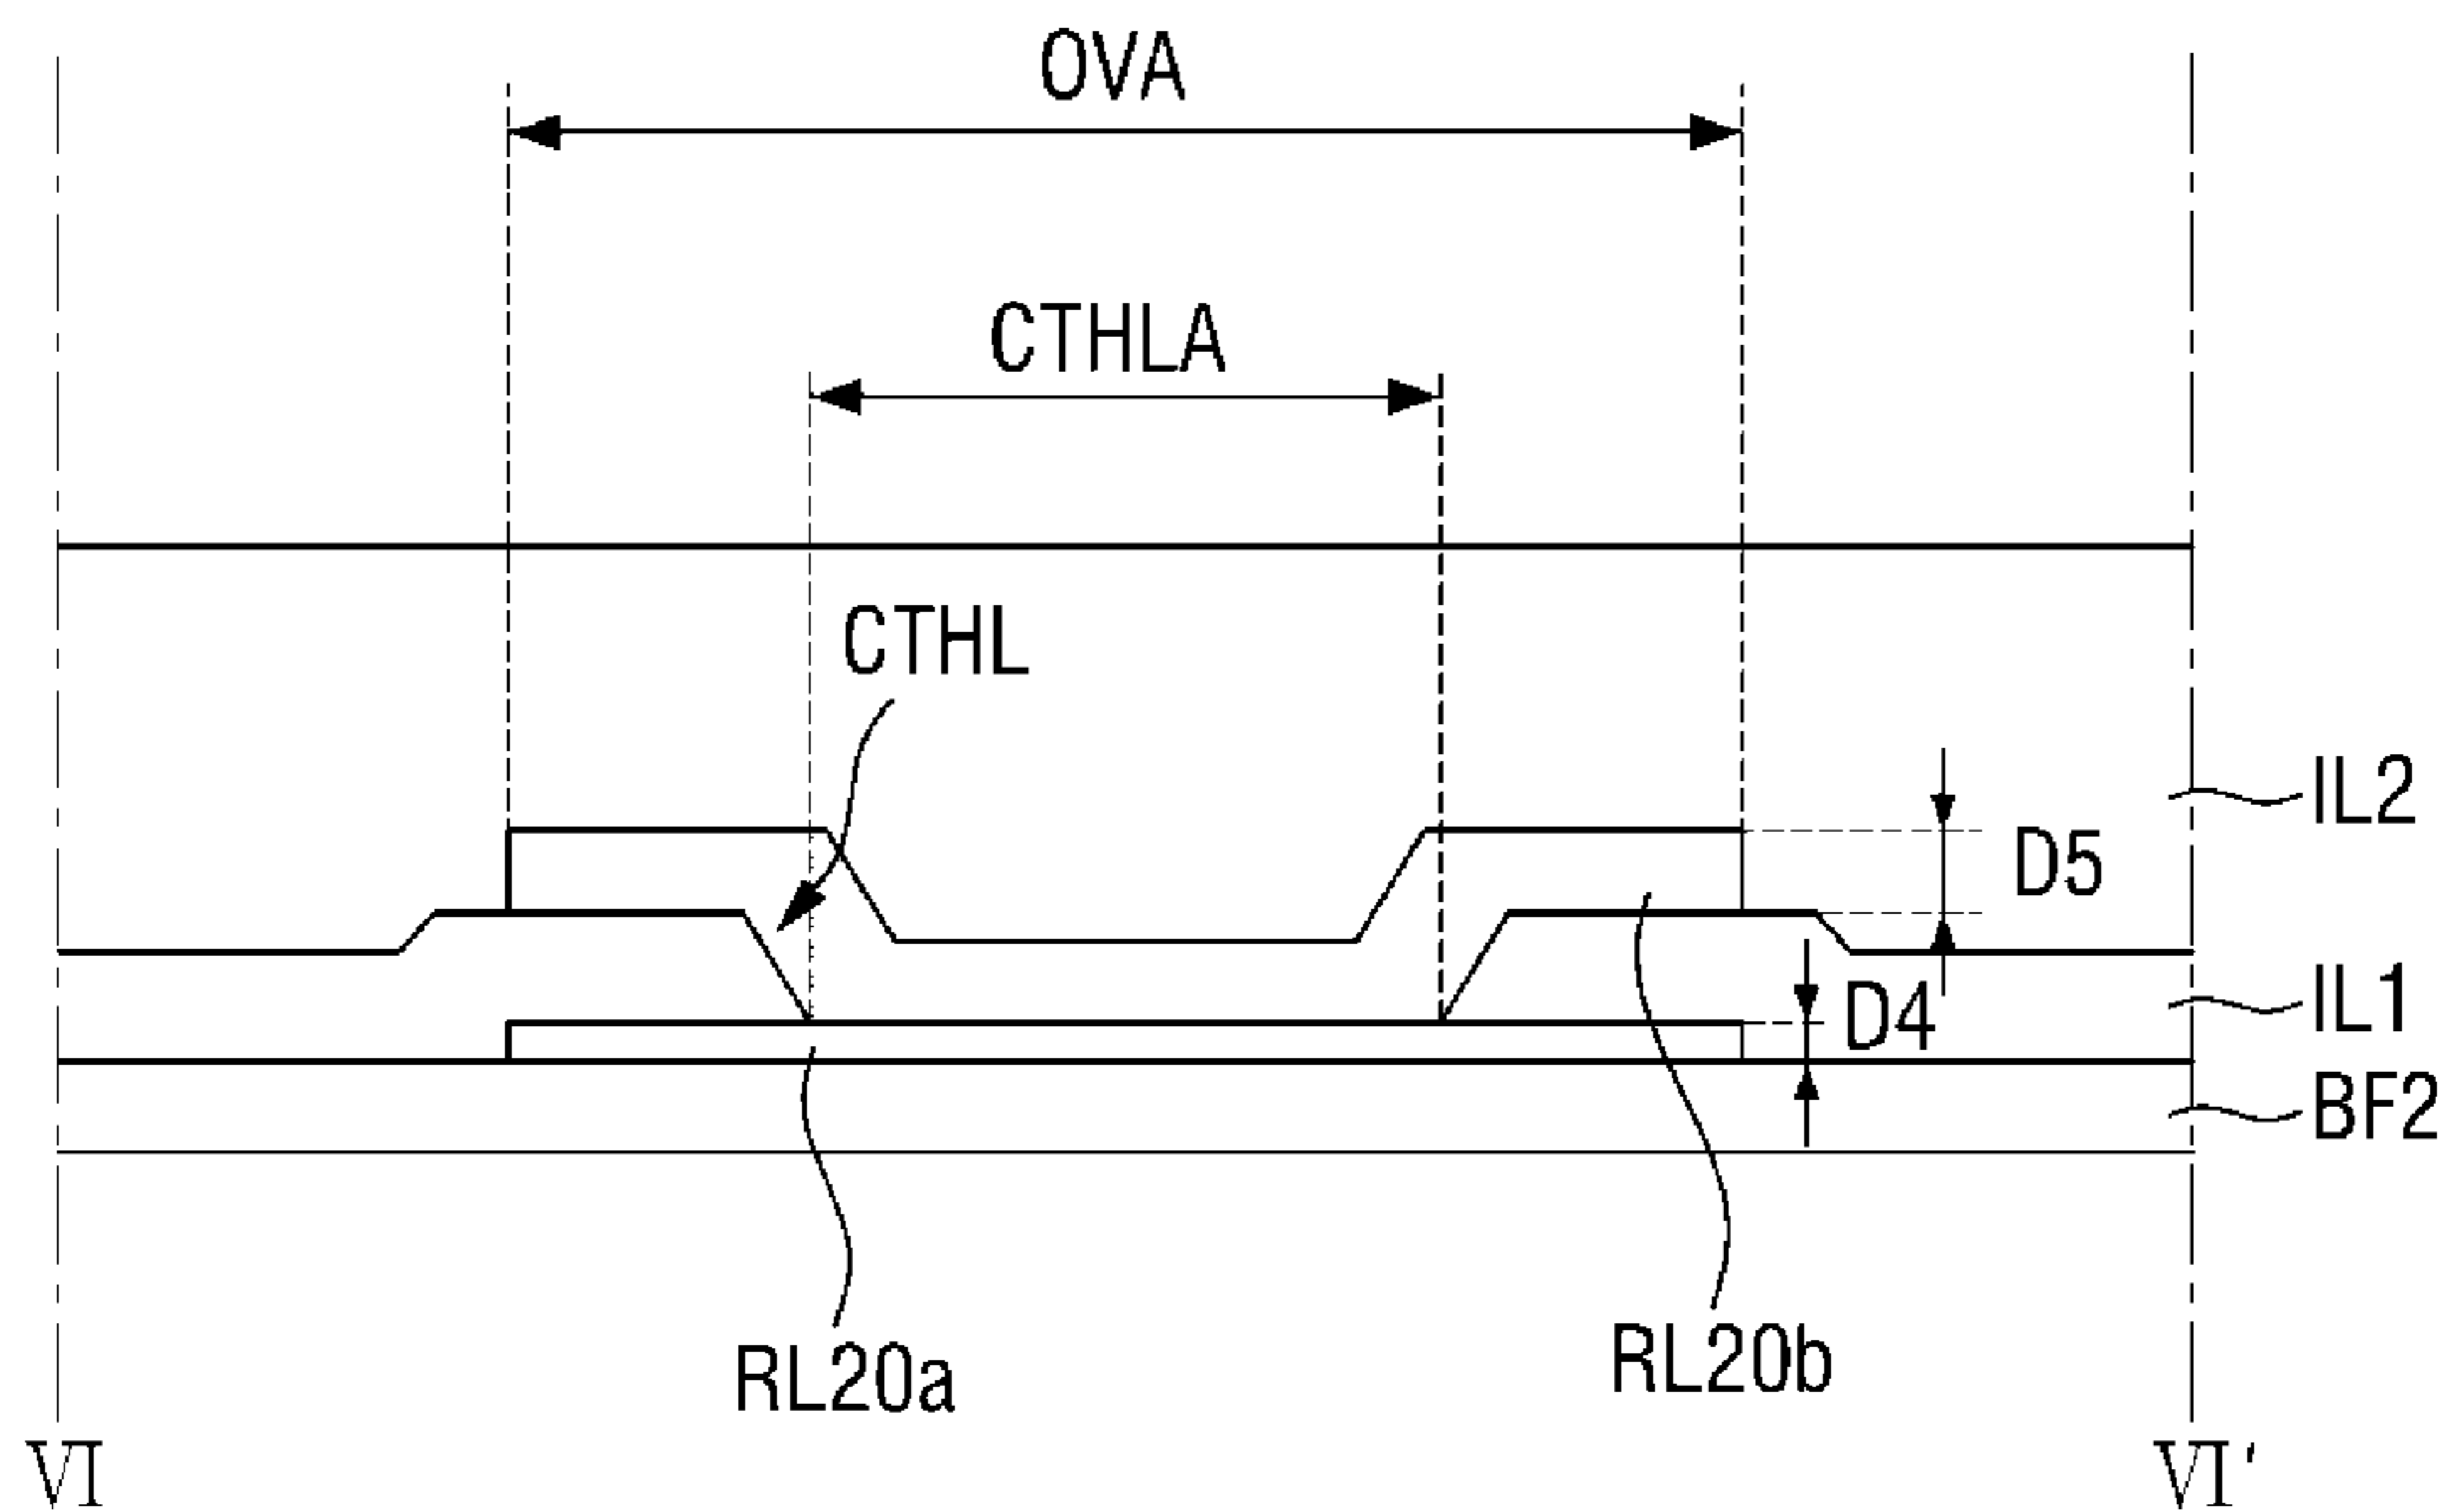 OVA
CTHLA
CTHL
IL2
D5
IL1
D4
BF2
RL20a
RL20b
VI
VI'